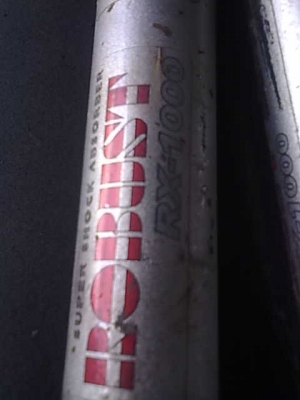 SUPER SHOCK ABSORBER
ROBUST
RX-1000